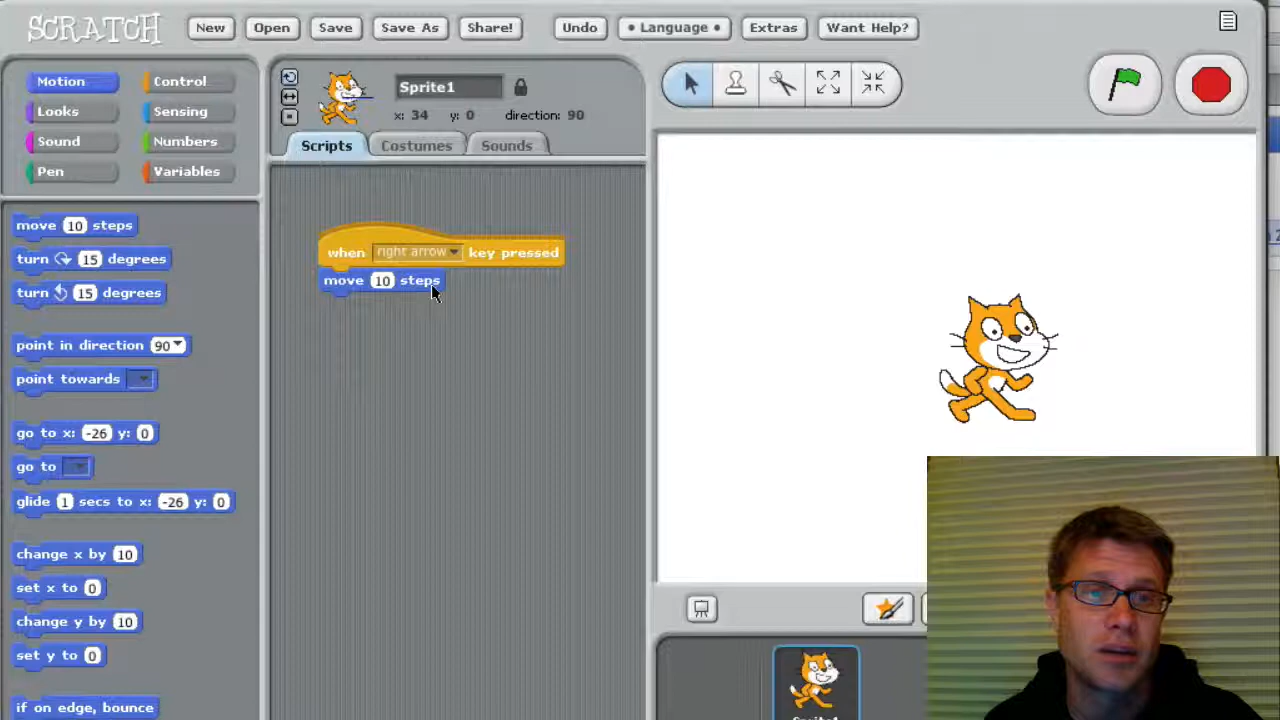 SCRATCH
New Open Save Save As Share! Undo • Language • Extras Want Help?
Motion Control
Looks Sensing
Sound Numbers
Pen Variables
Sprite1
x: 34 y: 0 direction: 90
Scripts Costumes Sounds
when right arrow key pressed
move 10 steps
move 10 steps
turn 15 degrees
turn 15 degrees
point in direction 90
point towards
go to x: -26 y: 0
go to
glide 1 secs to x: -26 y: 0
change x by 10
set x to 0
change y by 10
set y to 0
if on edge, bounce
Sprite1